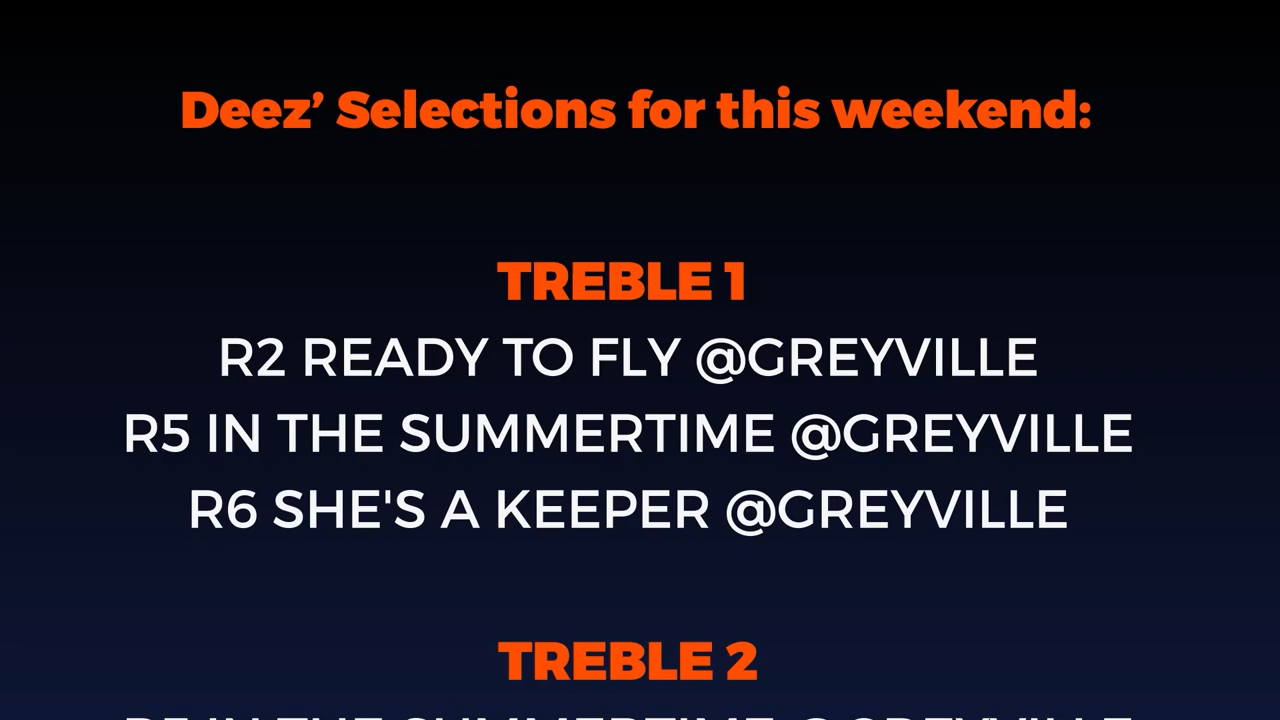 Deez’ Selections for this weekend:
TREBLE 1
R2 READY TO FLY @GREYVILLE
R5 IN THE SUMMERTIME @GREYVILLE
R6 SHE'S A KEEPER @GREYVILLE
TREBLE 2